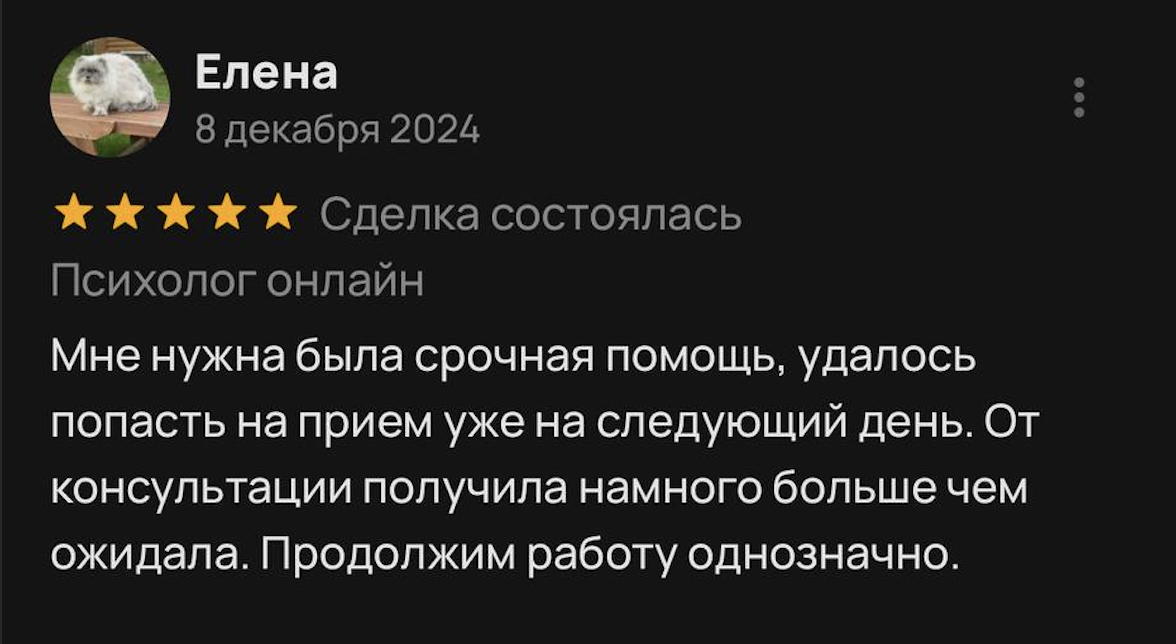 Елена
8 декабря 2024
Сделка состоялась
Психолог онлайн
Мне нужна была срочная помощь, удалось
попасть на прием уже на следующий день. От
консультации получила намного больше чем
ожидала. Продолжим работу однозначно.